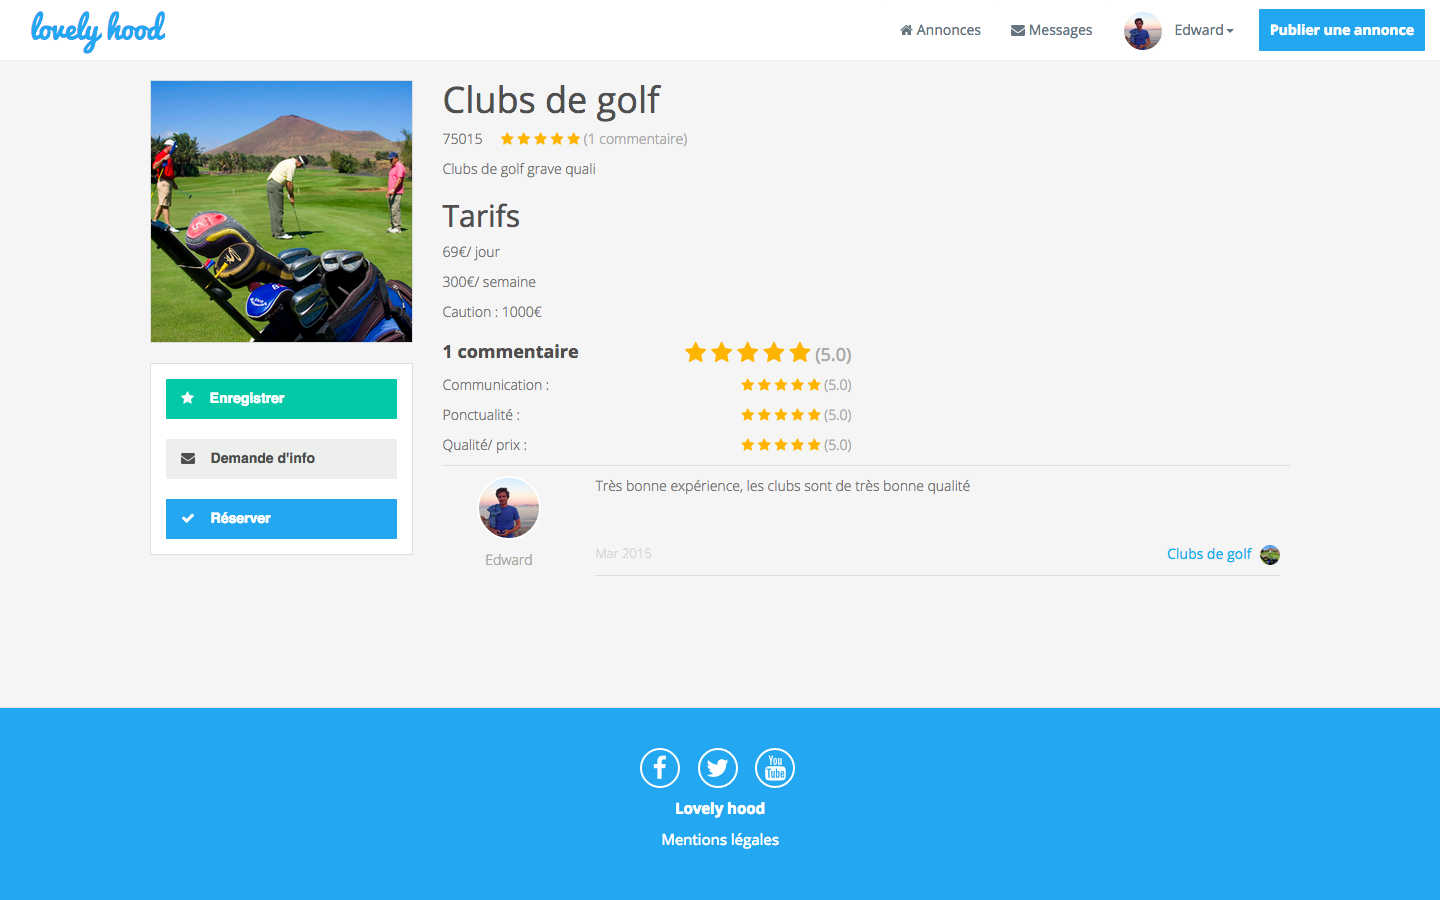 lovely hood
Annonces
Messages
Edward
Publier une annonce
Clubs de golf
75015 (1 commentaire)
Clubs de golf grave quali
Tarifs
69€/ jour
300€/ semaine
Caution : 1000€
1 commentaire (5.0)
Communication : (5.0)
Ponctualité : (5.0)
Qualité/ prix : (5.0)
Enregistrer
Demande d'info
Réserver
Très bonne expérience, les clubs sont de très bonne qualité
Edward
Mar 2015
Clubs de golf
You
Tube
Lovely hood
Mentions légales